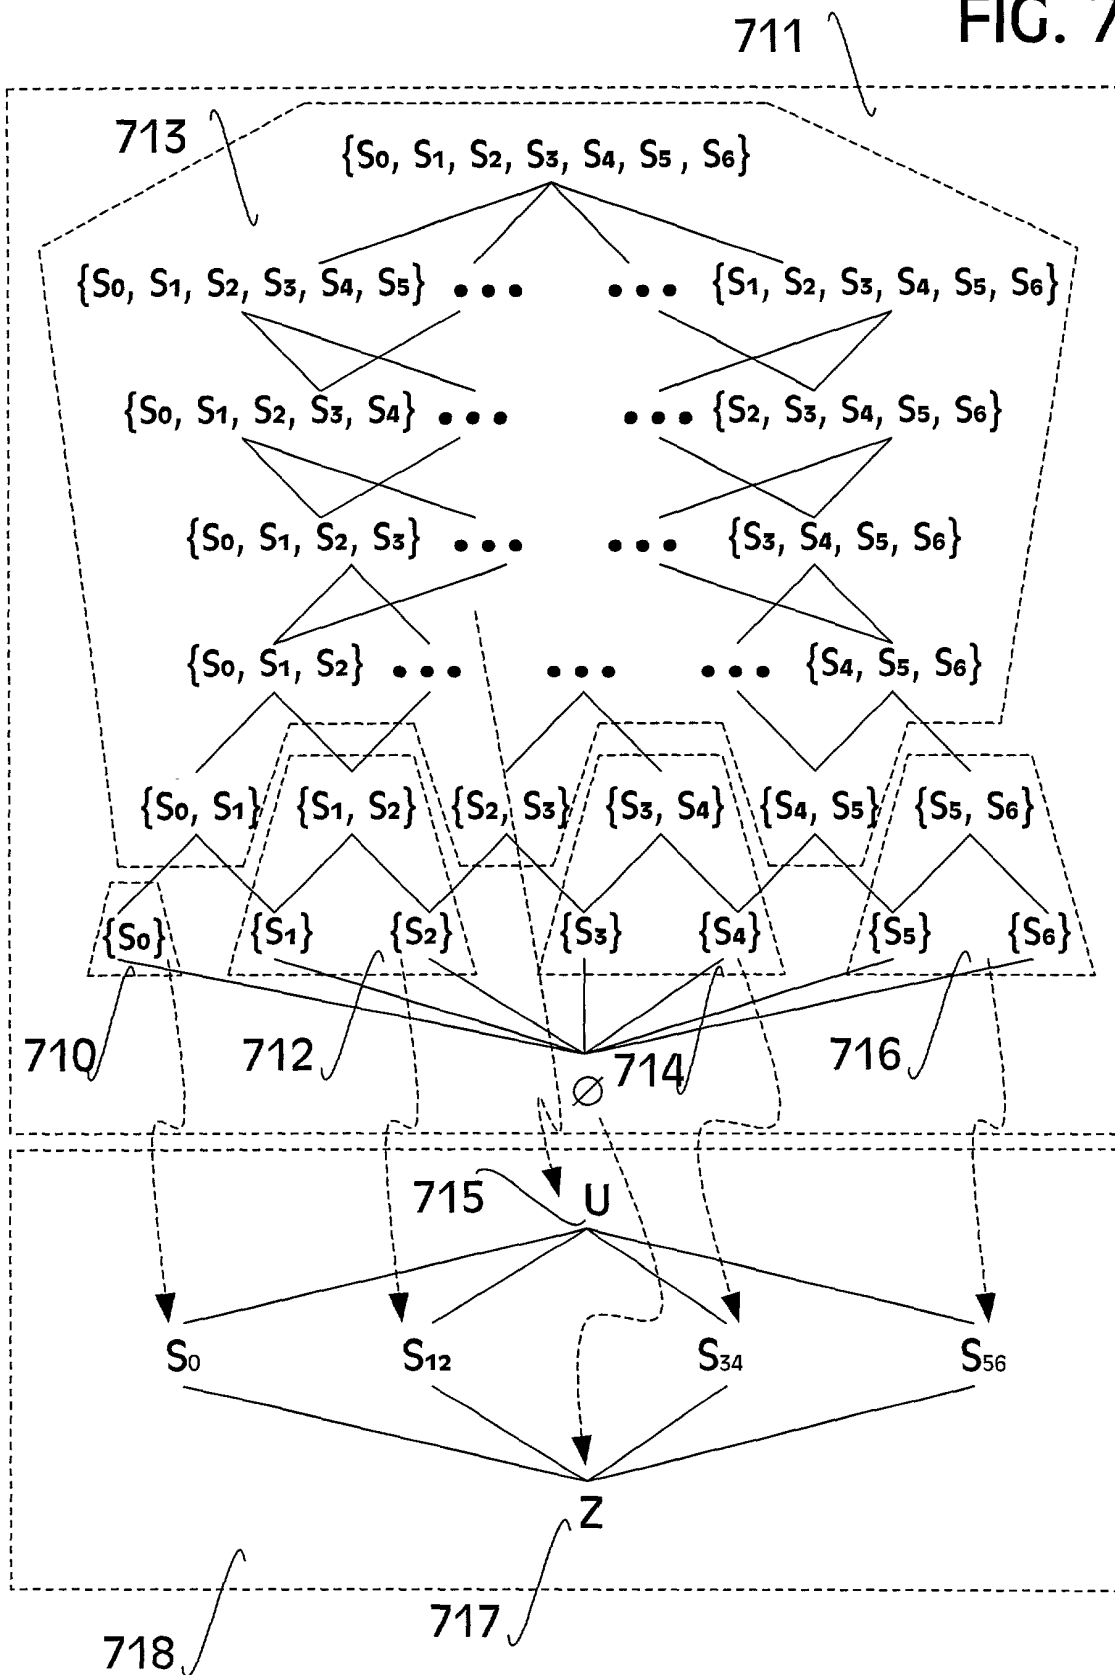 FIG. 7
711
713
{S0, S1, S2, S3, S4, S5, S6}
{S0, S1, S2, S3, S4, S5} ••• ••• {S1, S2, S3, S4, S5, S6}
{S0, S1, S2, S3, S4} ••• ••• {S2, S3, S4, S5, S6}
{S0, S1, S2, S3} ••• ••• {S3, S4, S5, S6}
{S0, S1, S2} ••• ••• ••• {S4, S5, S6}
{S0, S1} {S1, S2} {S2, S3} {S3, S4} {S4, S5} {S5, S6}
{S0} {S1} {S2} {S3} {S4} {S5} {S6}
710 712 714 716
∅
715 U
S0 S12 S34 S56
Z
717
718